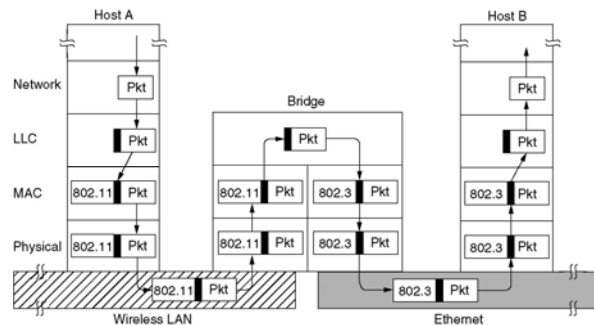 Host A
Host B
Network
Pkt
Pkt
Bridge
LLC
Pkt
Pkt
Pkt
MAC
802.11 Pkt
802.11 Pkt
802.3 Pkt
802.3 Pkt
Physical
802.11 Pkt
802.11 Pkt
802.3 Pkt
802.3 Pkt
802.11 Pkt
802.3 Pkt
Wireless LAN
Ethernet